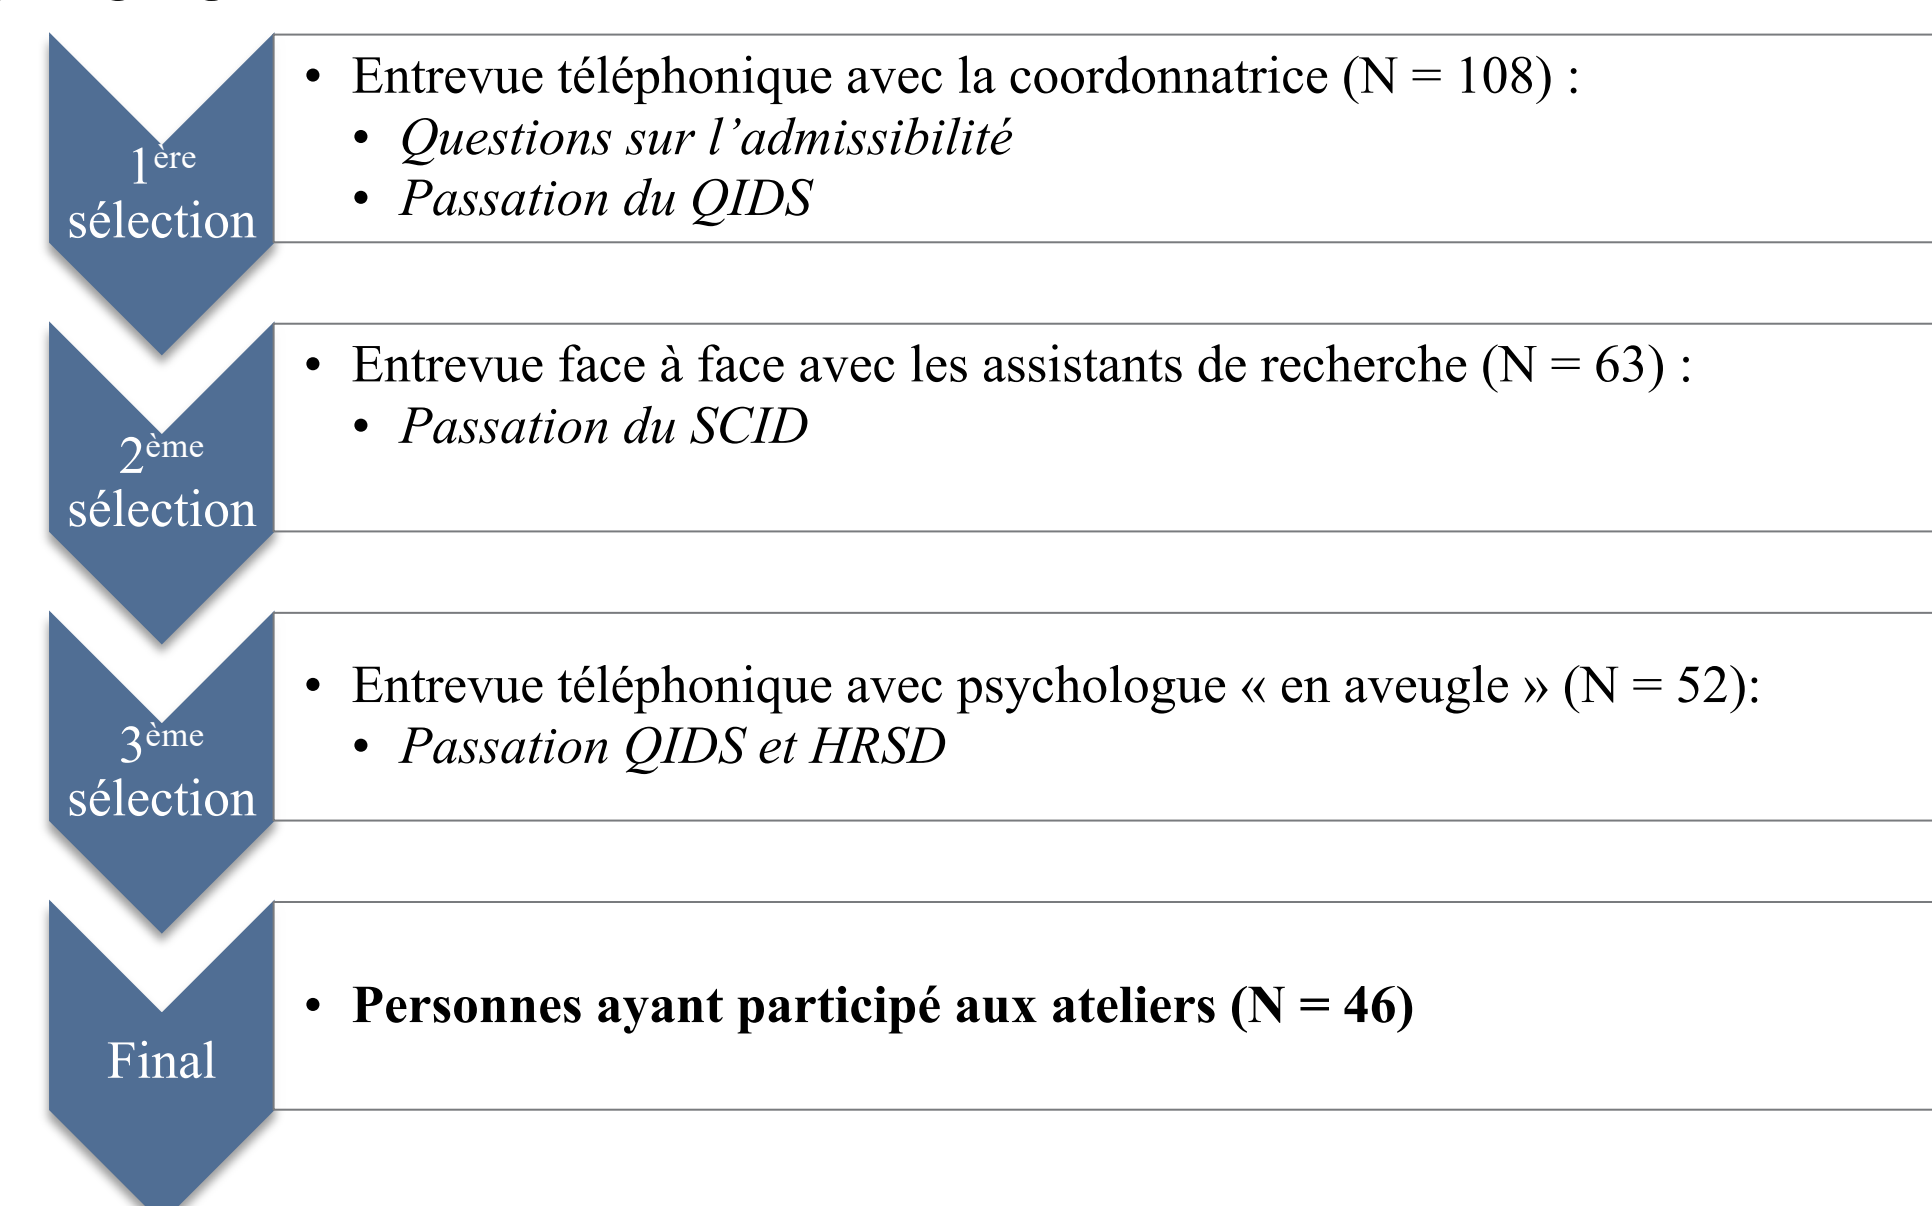 1ère
sélection
• Entrevue téléphonique avec la coordonnatrice (N = 108) :
• Questions sur l’admissibilité
• Passation du QIDS
2ème
sélection
• Entrevue face à face avec les assistants de recherche (N = 63) :
• Passation du SCID
3ème
sélection
• Entrevue téléphonique avec psychologue « en aveugle » (N = 52):
• Passation QIDS et HRSD
Final
• Personnes ayant participé aux ateliers (N = 46)